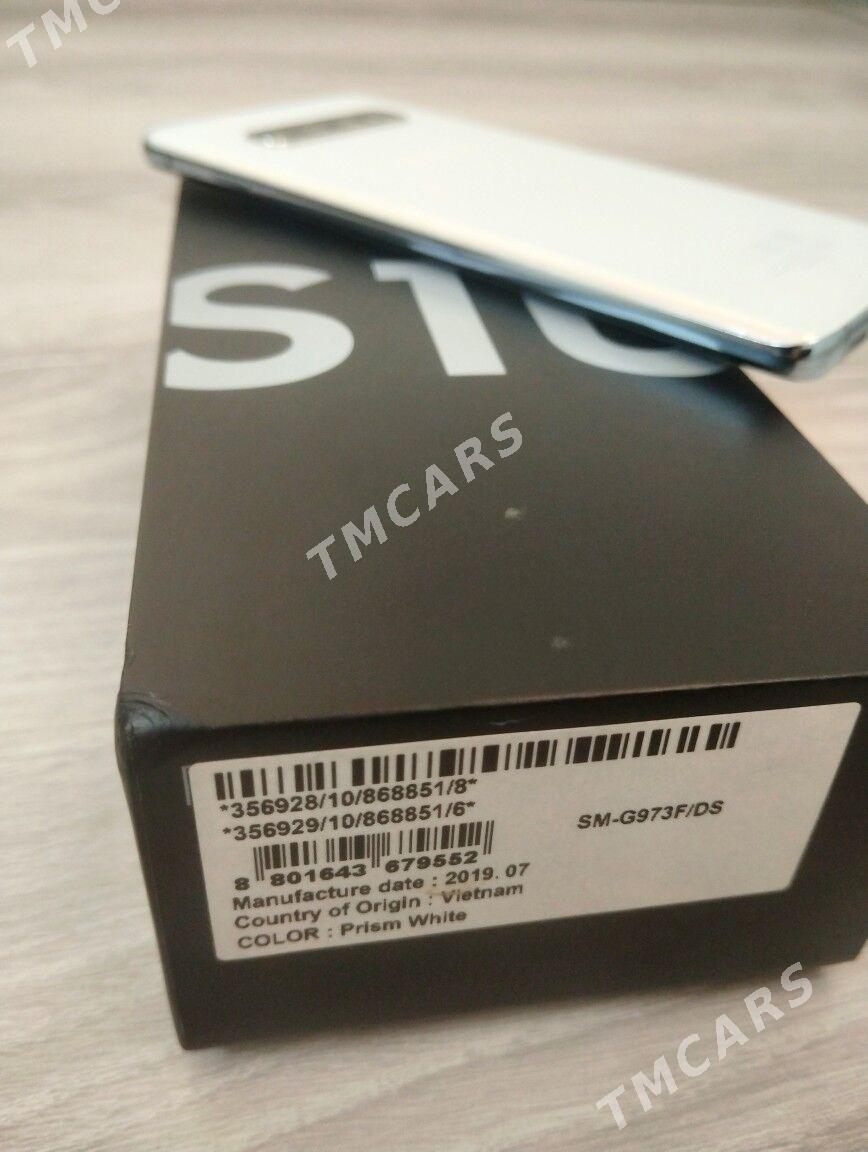 TMC
S10
TMCARS
*356928/10/868851/8*
*356929/10/868851/6*
SM-G973F/DS
8 801643 679552
Manufacture date : 2019. 07
Country of Origin : Vietnam
COLOR : Prism White
TMCARS